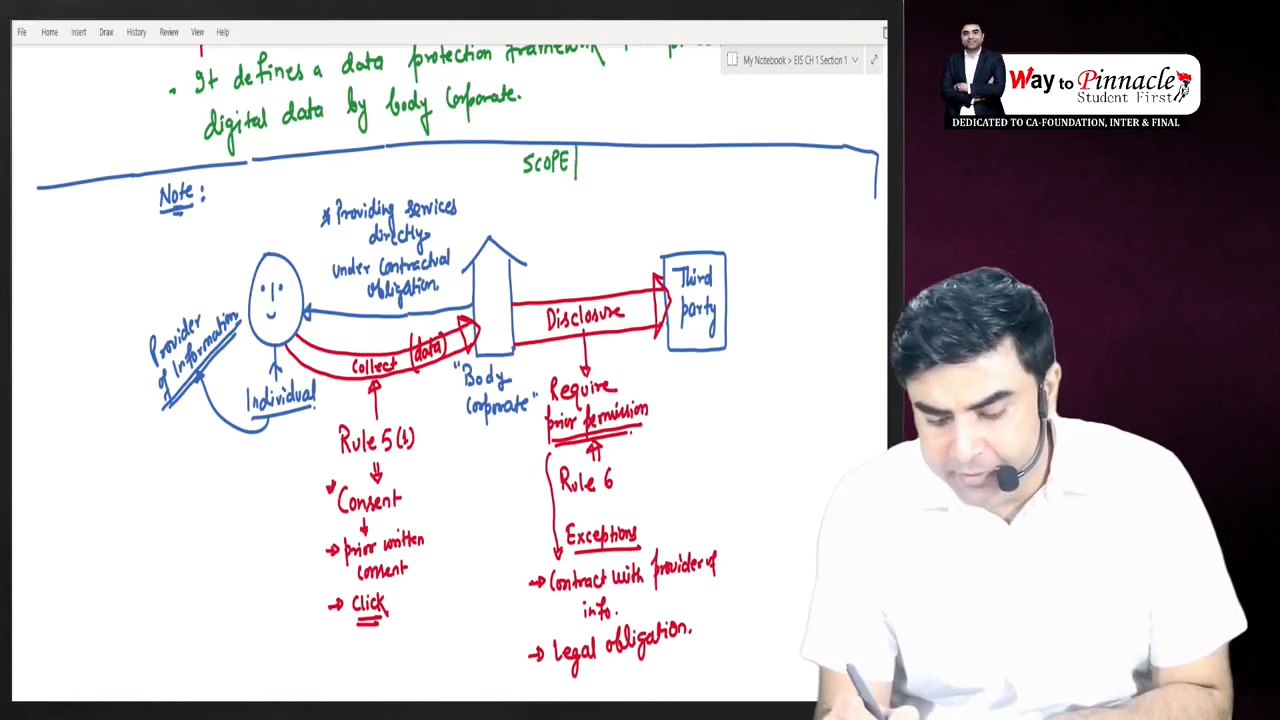 File Home Insert Draw History Review View Help
My Notebook > EIS CH 1 Section 1
Way to Pinnacle
Student First
DEDICATED TO CA-FOUNDATION, INTER & FINAL
It defines a data protection framework
digital data by body corporate.
SCOPE
Note:
* Providing services
directly
under contractual
obligation.
Provider
of Information
Individual
collect (data)
"Body
corporate"
Disclosure
Third
party
Require
prior permission
Rule 6
Exceptions
→ Contract with provider of
info.
→ Legal obligation.
Rule 5(1)
Consent
→ prior written
consent
→ Click